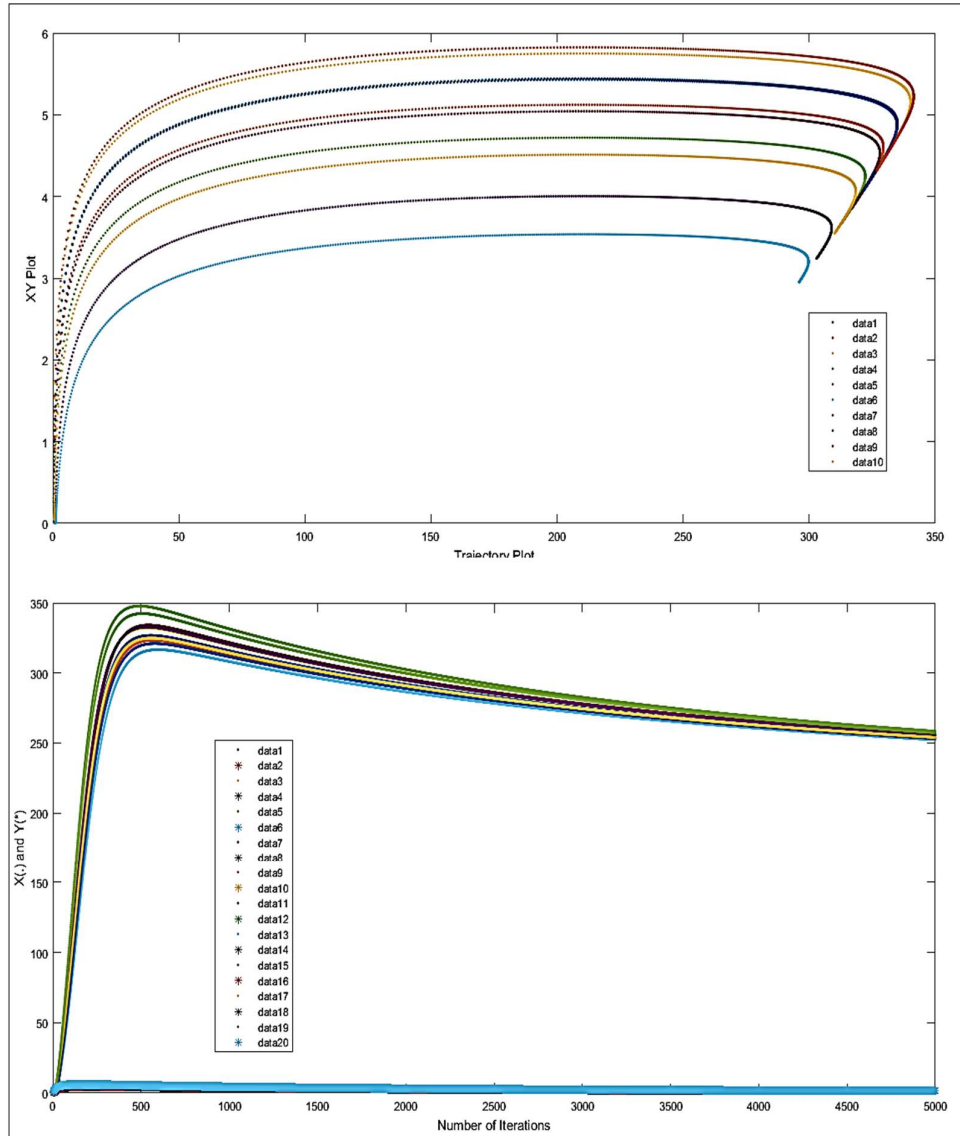 6
5
4
3
2
1
0
XY Plot
data1
data2
data3
data4
data5
data6
data7
data8
data9
data10
0
50
100
150
200
250
300
350
Trajectory Plot
350
300
250
200
150
100
50
0
X(.) and Y(*)
data1
data2
data3
data4
data5
data6
data7
data8
data9
data10
data11
data12
data13
data14
data15
data16
data17
data18
data19
data20
0
500
1000
1500
2000
2500
3000
3500
4000
4500
5000
Number of Iterations